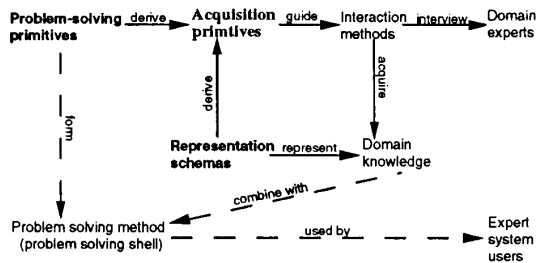 Problem-solving
primitives
derive
Acquisition
primtives
guide
Interaction
methods
interview
Domain
experts
form
derive
acquire
Representation
schemas
represent
Domain
knowledge
combine with
Problem solving method
(problem solving shell)
used by
Expert
system
users